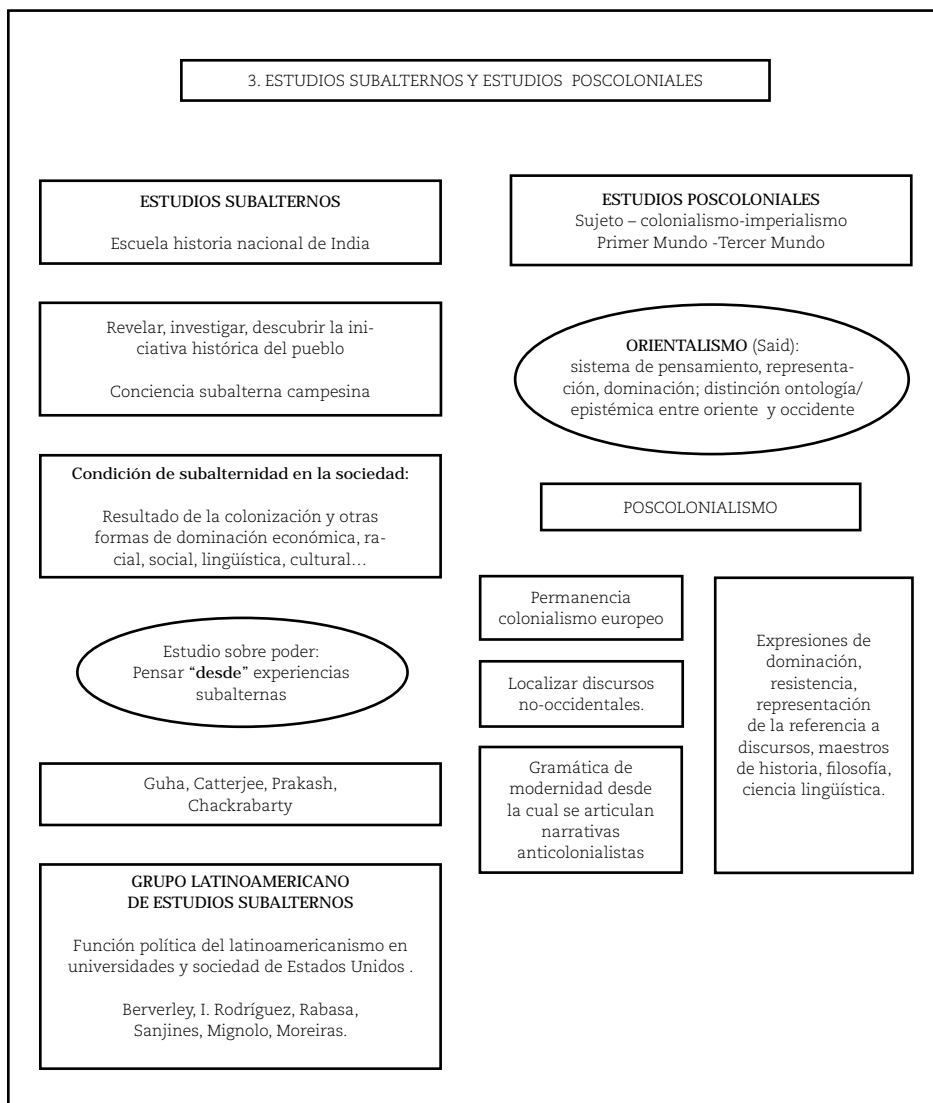 3. ESTUDIOS SUBALTERNOS Y ESTUDIOS POSCOLONIALES
ESTUDIOS SUBALTERNOS
Escuela historia nacional de India
Revelar, investigar, descubrir la ini-
ciativa histórica del pueblo
Conciencia subalterna campesina
Condición de subalternidad en la sociedad:
Resultado de la colonización y otras
formas de dominación económica, ra-
cial, social, lingüística, cultural…
Estudio sobre poder:
Pensar “desde” experiencias
subalternas
Guha, Catterjee, Prakash,
Chackrabarty
GRUPO LATINOAMERICANO
DE ESTUDIOS SUBALTERNOS
Función política del latinoamericanismo en
universidades y sociedad de Estados Unidos .
Berverley, I. Rodríguez, Rabasa,
Sanjines, Mignolo, Moreiras.
ESTUDIOS POSCOLONIALES
Sujeto – colonialismo-imperialismo
Primer Mundo -Tercer Mundo
ORIENTALISMO (Said):
sistema de pensamiento, representa-
ción, dominación; distinción ontología/
epistémica entre oriente y occidente
POSCOLONIALISMO
Permanencia
colonialismo europeo
Localizar discursos
no-occidentales.
Gramática de
modernidad desde
la cual se articulan
narrativas
anticolonialistas
Expresiones de
dominación,
resistencia,
representación
de la referencia a
discursos, maestros
de historia, filosofía,
ciencia lingüística.